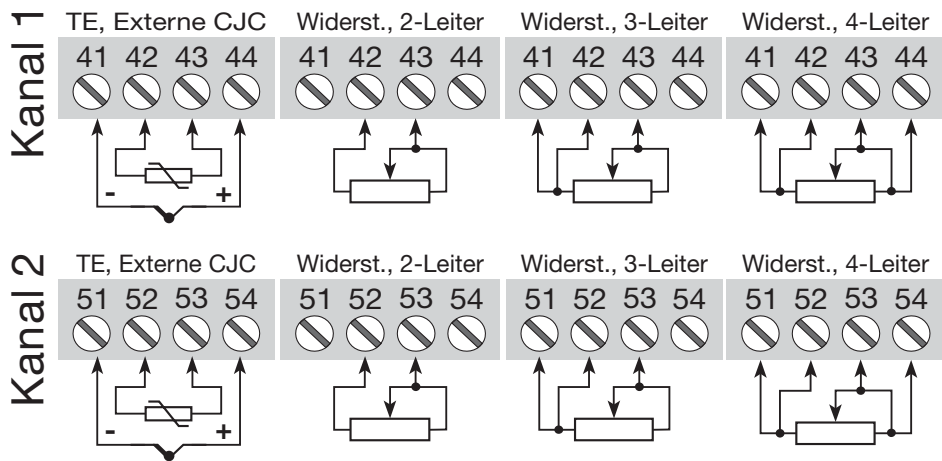 Kanal 1
TE, Externe CJC Widerst., 2-Leiter Widerst., 3-Leiter Widerst., 4-Leiter
41 42 43 44 41 42 43 44 41 42 43 44 41 42 43 44
- +
Kanal 2
TE, Externe CJC Widerst., 2-Leiter Widerst., 3-Leiter Widerst., 4-Leiter
51 52 53 54 51 52 53 54 51 52 53 54 51 52 53 54
- +